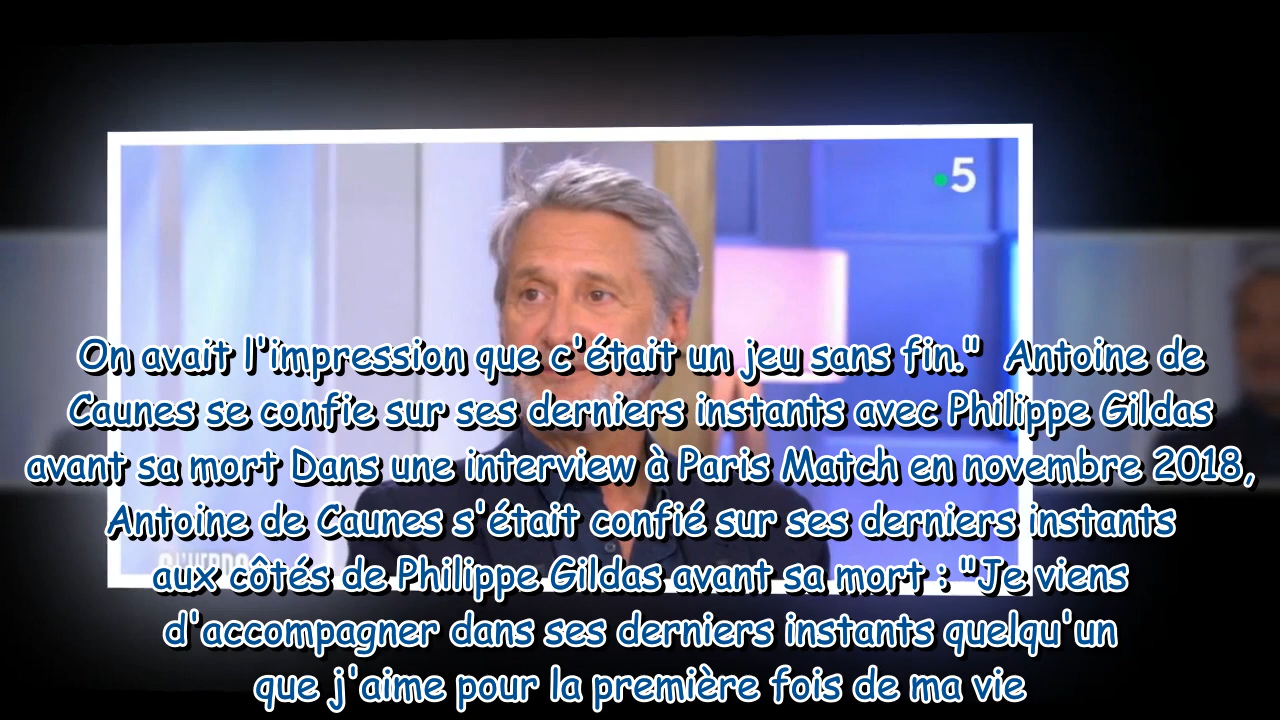 5
On avait l'impression que c'était un jeu sans fin."  Antoine de
Caunes se confie sur ses derniers instants avec Philippe Gildas
avant sa mort Dans une interview à Paris Match en novembre 2018,
Antoine de Caunes s'était confié sur ses derniers instants
aux côtés de Philippe Gildas avant sa mort : "Je viens
d'accompagner dans ses derniers instants quelqu'un
que j'aime pour la première fois de ma vie